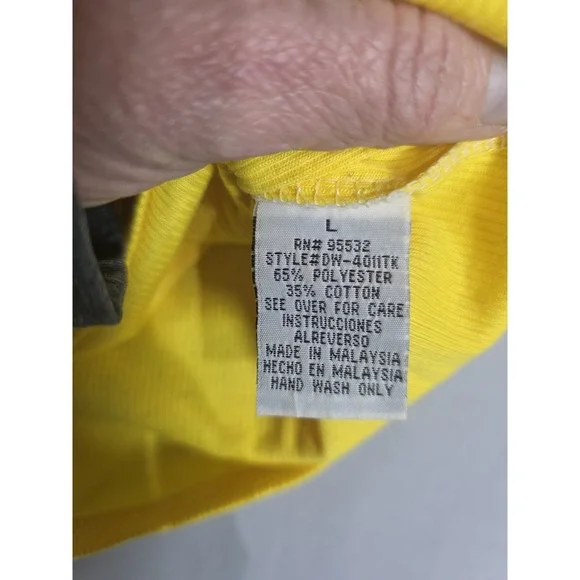 L
RN# 95532
STYLE#DW-4011TK
65% POLYESTER
35% COTTON
SEE OVER FOR CARE
INSTRUCCIONES
ALREVERSO
MADE IN MALAYSIA
HECHO EN MALAYSIA
HAND WASH ONLY